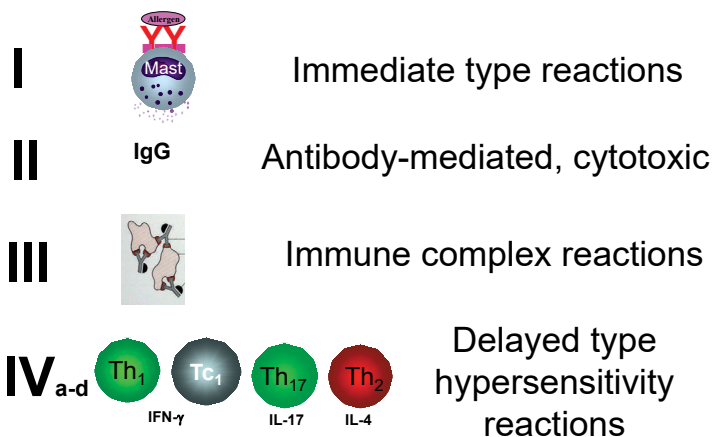 Allergen
Mast
I Immediate type reactions
II IgG Antibody-mediated, cytotoxic
III Immune complex reactions
IVa-d Th1 Tc1 Th17 Th2
IFN-γ IL-17 IL-4
Delayed type
hypersensitivity
reactions